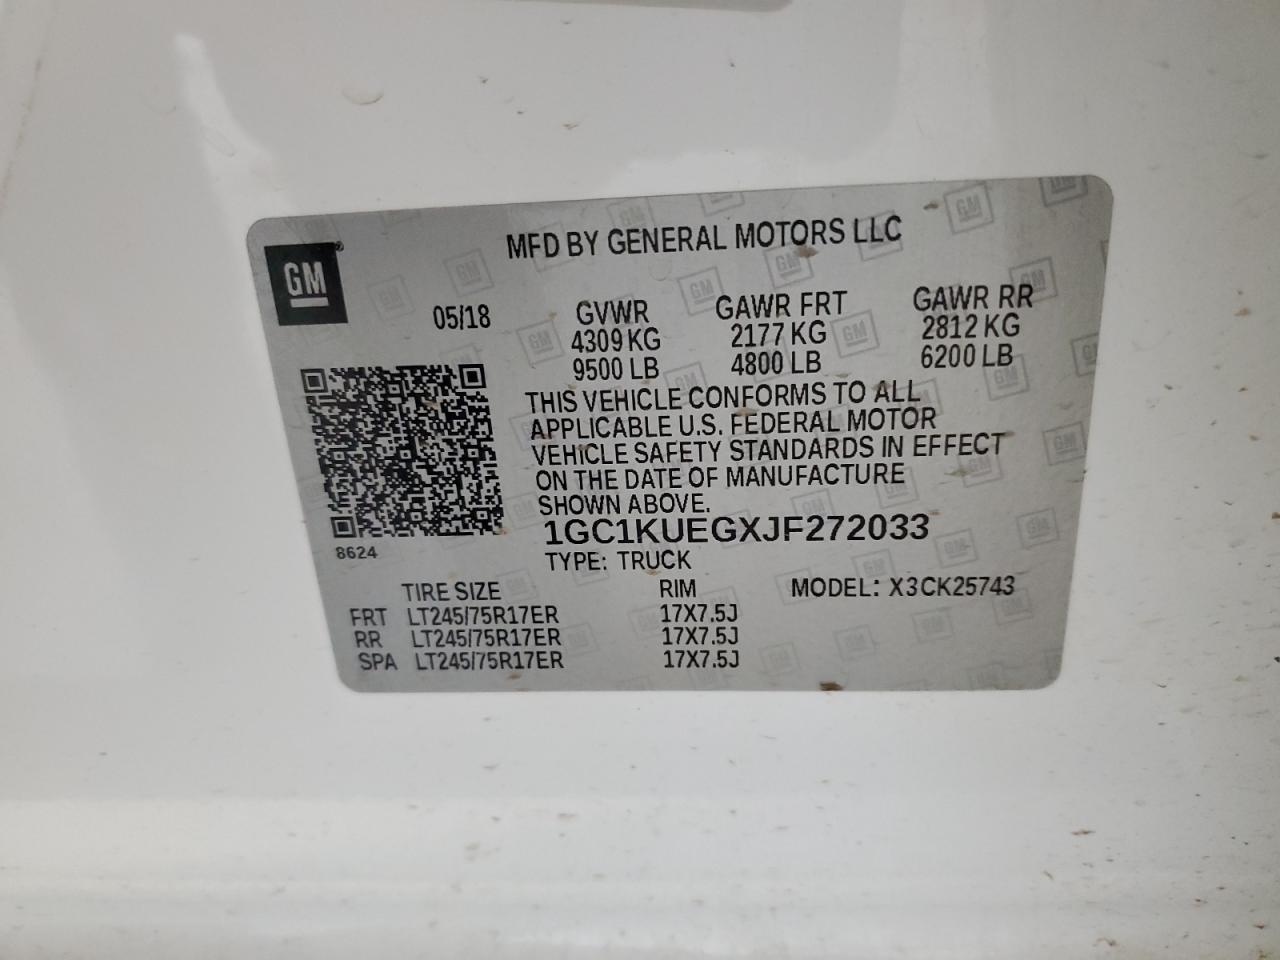 MFD BY GENERAL MOTORS LLC
GM
05/18
GVWR GAWR FRT GAWR RR
4309 KG 2177 KG 2812 KG
9500 LB 4800 LB 6200 LB
THIS VEHICLE CONFORMS TO ALL
APPLICABLE U.S. FEDERAL MOTOR
VEHICLE SAFETY STANDARDS IN EFFECT
ON THE DATE OF MANUFACTURE
SHOWN ABOVE.
1GC1KUEGXJF272033
8624
TYPE: TRUCK
TIRE SIZE RIM MODEL: X3CK25743
FRT LT245/75R17ER 17X7.5J
RR LT245/75R17ER 17X7.5J
SPA LT245/75R17ER 17X7.5J